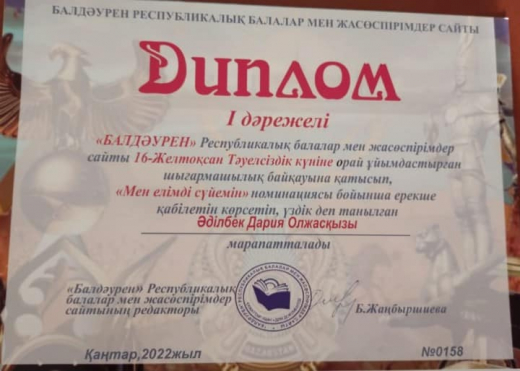 БАЛДӘУРЕН РЕСПУБЛИКАЛЫҚ БАЛАЛАР МЕН ЖАСӨСПІРІМДЕР САЙТЫ
Диплом
І дәрежелі
«БАЛДӘУРЕН» Республикалық балалар мен жасөспірімдер
сайты 16-Желтоқсан Тәуелсіздік күніне орай ұйымдастырған
шығармашылық байқауына қатысып,
«Мен елімді сүйемін» номинациясы бойынша ерекше
қабілетін көрсетіп, үздік деп танылған
Әділбек Дария Олжасқызы
марапатталады
«Балдәурен» Республикалық
балалар мен жасөспірімдер
сайтының редакторы
Б.Жаңбыршиева
Қаңтар,2022жыл
№0158